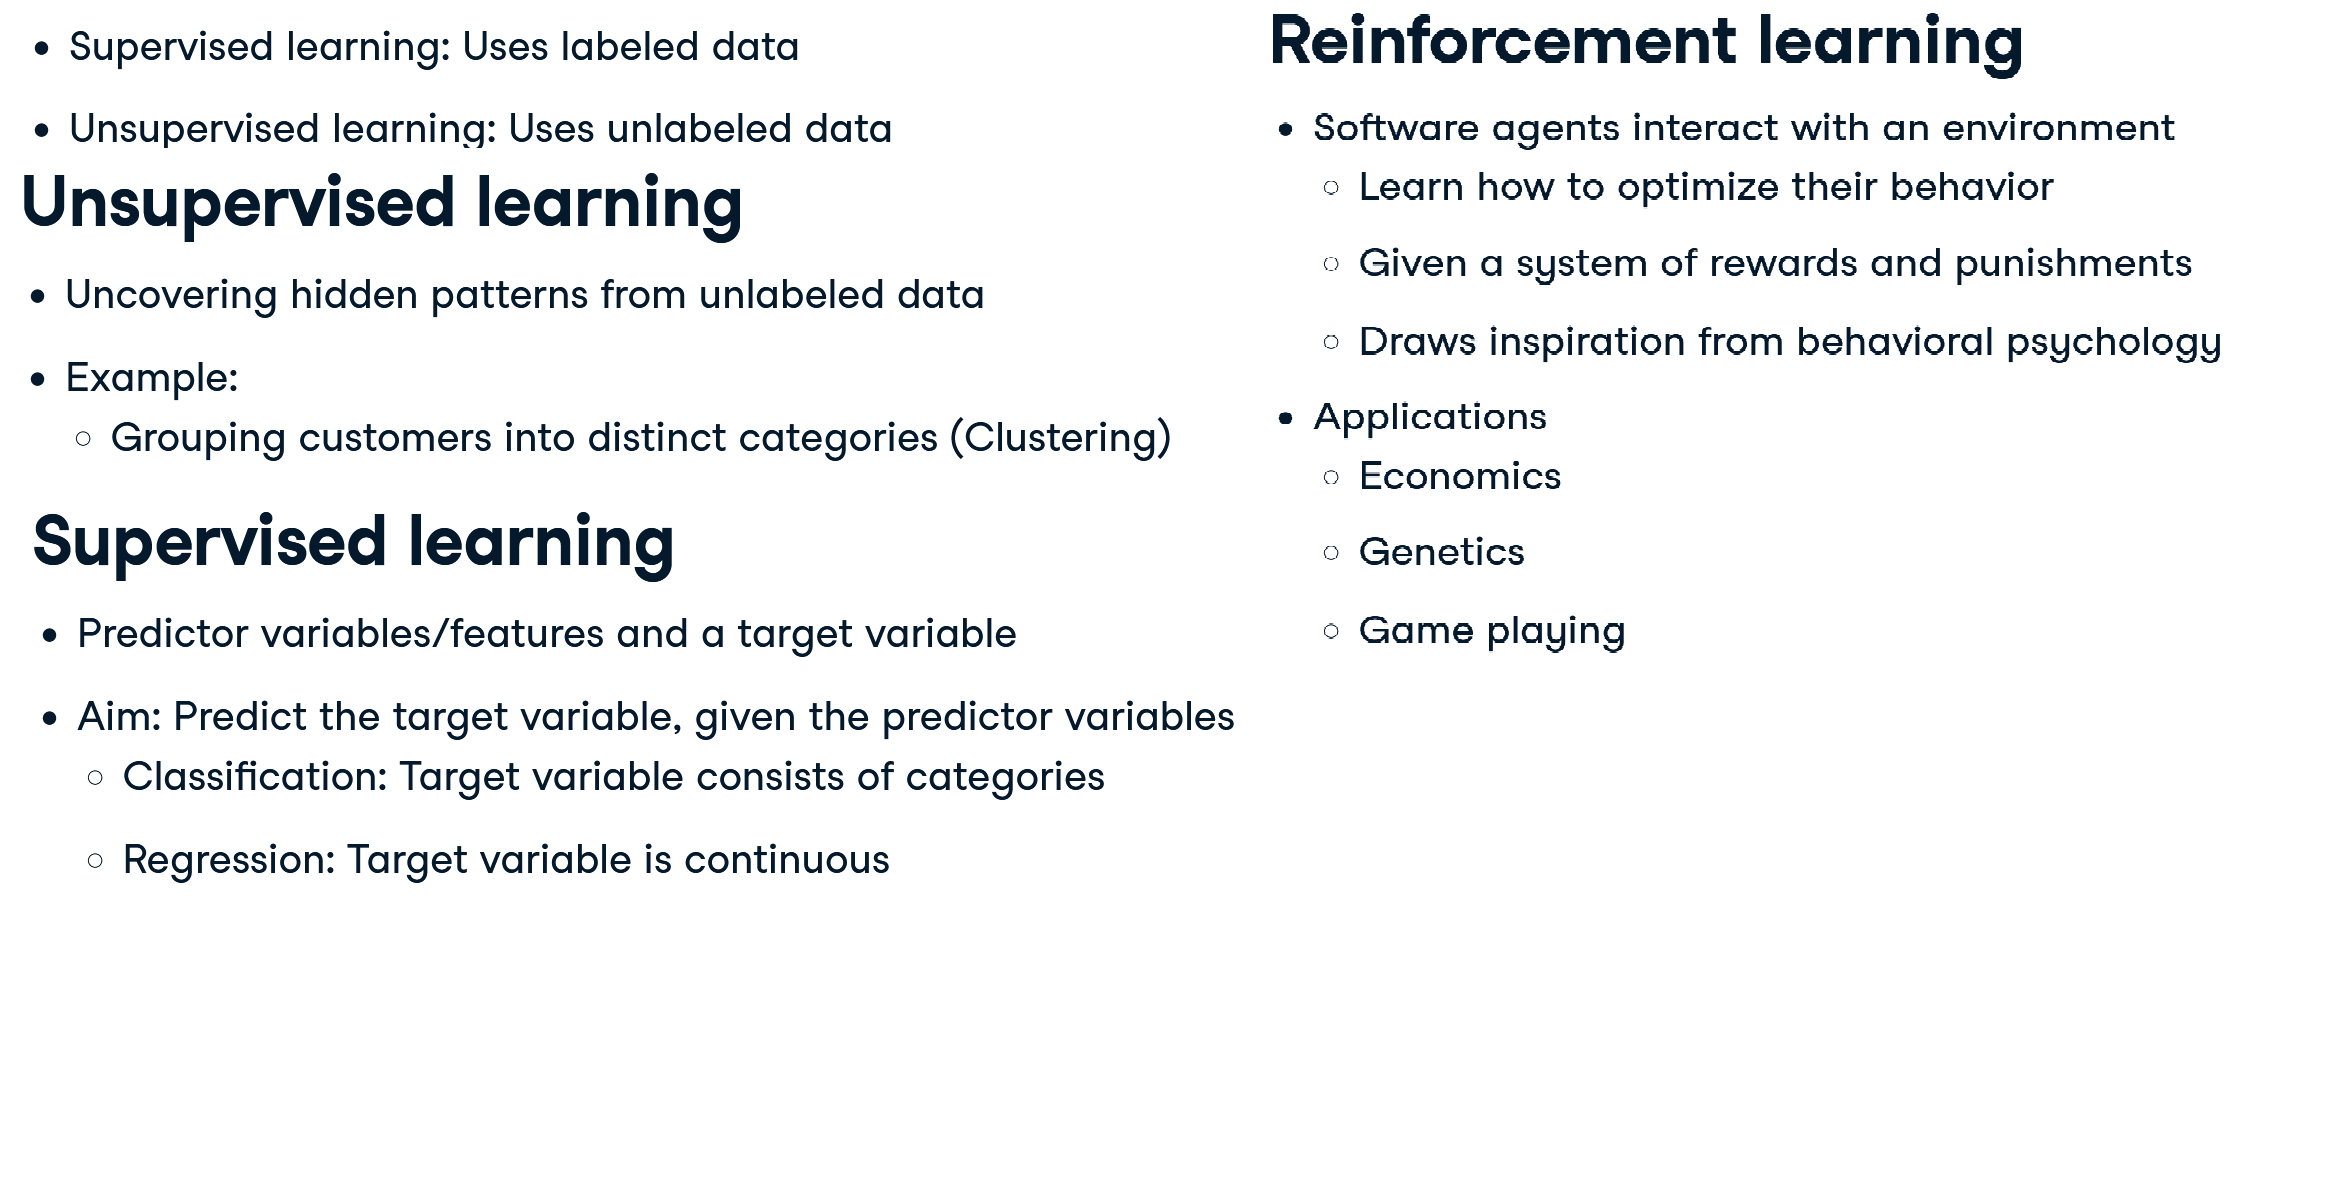 • Supervised learning: Uses labeled data
• Unsupervised learning: Uses unlabeled data
Unsupervised learning
• Uncovering hidden patterns from unlabeled data
• Example:
○ Grouping customers into distinct categories (Clustering)
Supervised learning
• Predictor variables/features and a target variable
• Aim: Predict the target variable, given the predictor variables
○ Classification: Target variable consists of categories
○ Regression: Target variable is continuous
Reinforcement learning
• Software agents interact with an environment
○ Learn how to optimize their behavior
○ Given a system of rewards and punishments
○ Draws inspiration from behavioral psychology
• Applications
○ Economics
○ Genetics
○ Game playing